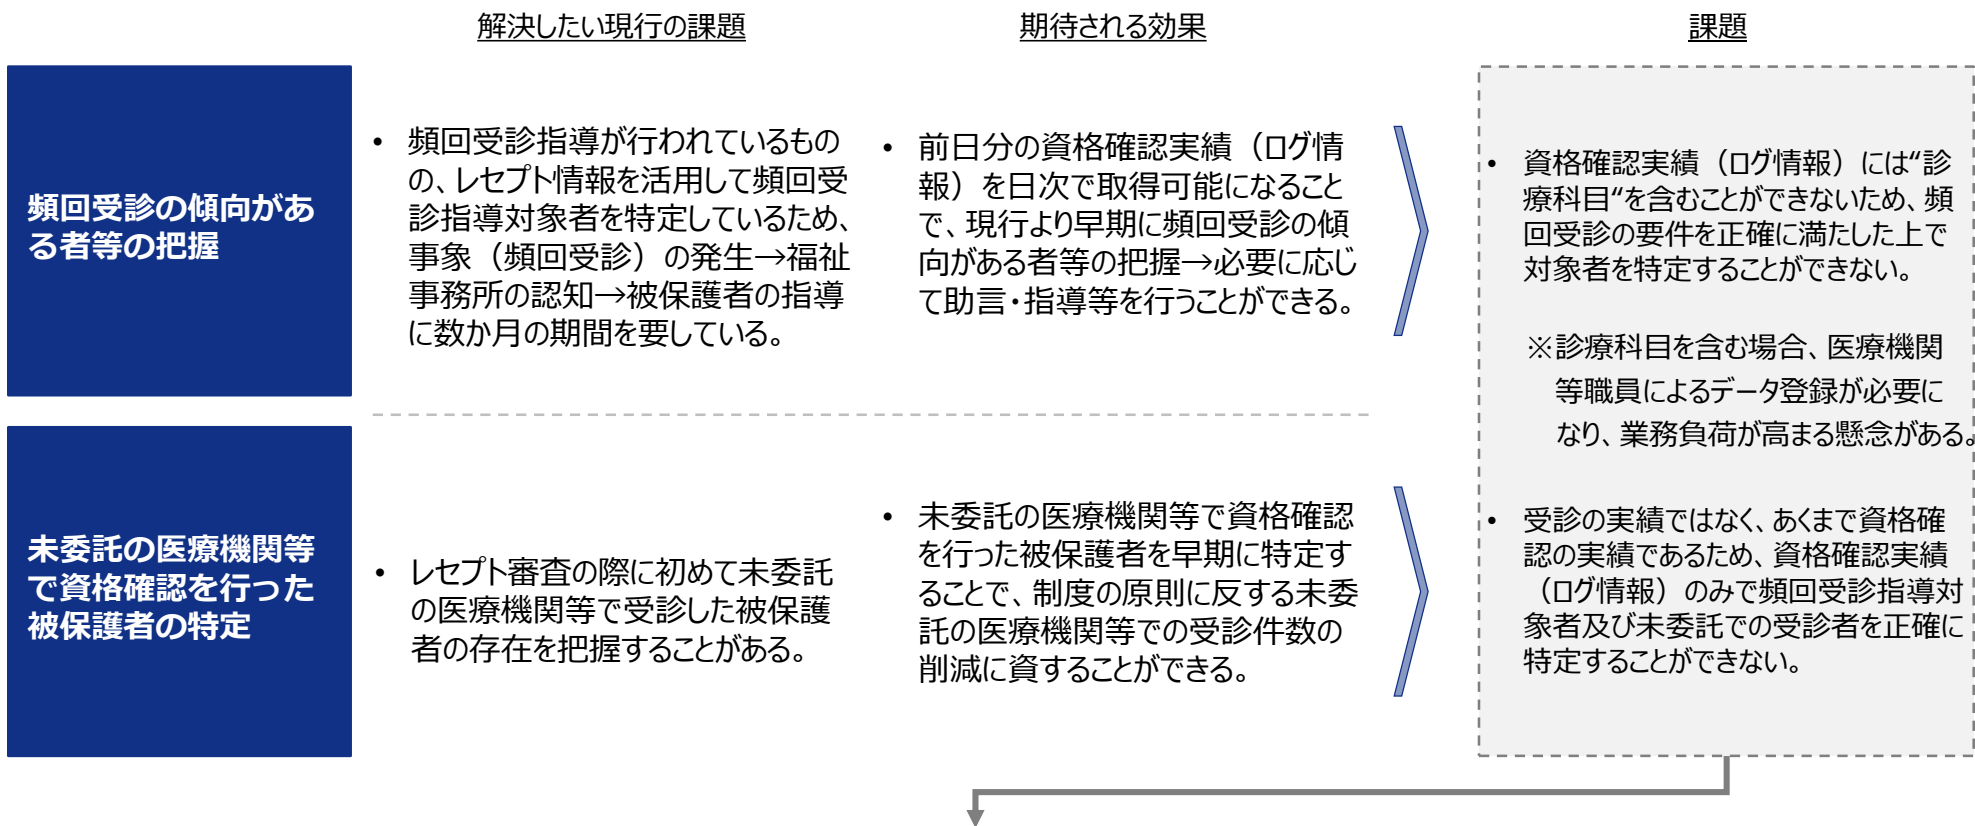 解決したい現行の課題
期待される効果
課題
頻回受診の傾向があ
る者等の把握
• 頻回受診指導が行われているもの
の、レセプト情報を活用して頻回受
診指導対象者を特定しているため、
事象（頻回受診）の発生→福祉
事務所の認知→被保護者の指導
に数か月の期間を要している。
• 前日分の資格確認実績（ログ情
報）を日次で取得可能になること
で、現行より早期に頻回受診の傾
向がある者等の把握→必要に応じ
て助言・指導等を行うことができる。
• 資格確認実績（ログ情報）には“診
療科目“を含むことができないため、頻
回受診の要件を正確に満たした上で
対象者を特定することができない。
※診療科目を含む場合、医療機関
等職員によるデータ登録が必要に
なり、業務負荷が高まる懸念がある。
未委託の医療機関等
で資格確認を行った
被保護者の特定
• レセプト審査の際に初めて未委託
の医療機関等で受診した被保護
者の存在を把握することがある。
• 未委託の医療機関等で資格確認
を行った被保護者を早期に特定す
ることで、制度の原則に反する未委
託の医療機関等での受診件数の
削減に資することができる。
• 受診の実績ではなく、あくまで資格確
認の実績であるため、資格確認実績
（ログ情報）のみで頻回受診指導対
象者及び未委託での受診者を正確に
特定することができない。